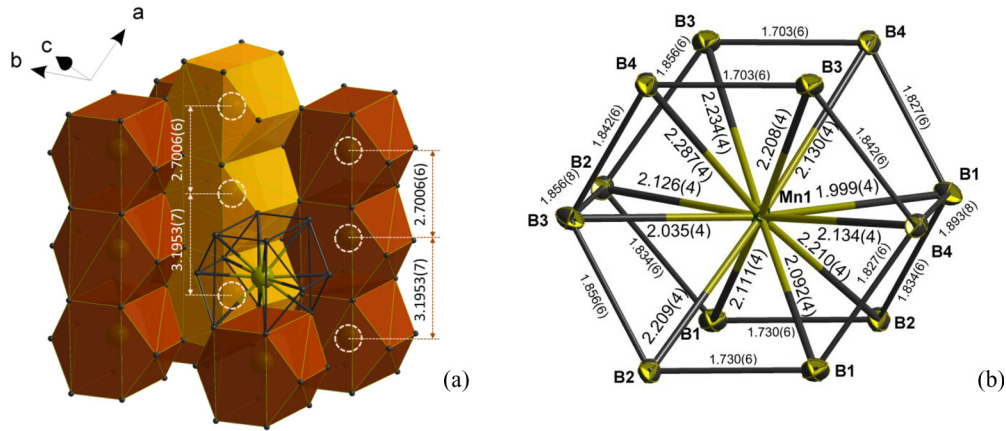 a
c
b
2.7006(6)
3.1953(7)
2.7006(6)
3.1953(7)
(a)
B3
1.703(6)
B4
1.856(6)
B4
1.703(6)
B3
1.842(6)
2.234(4)
2.208(4)
2.130(4)
1.827(6)
2.287(4)
1.842(6)
B2
1.856(8)
2.126(4)
Mn1
1.999(4)
B1
B3
2.035(4)
2.134(4)
1.893(8)
B4
1.834(6)
2.111(4)
2.092(4)
2.210(4)
1.827(6)
1.834(6)
1.856(6)
2.209(4)
B1
1.730(6)
B2
B2
1.730(6)
B1
(b)